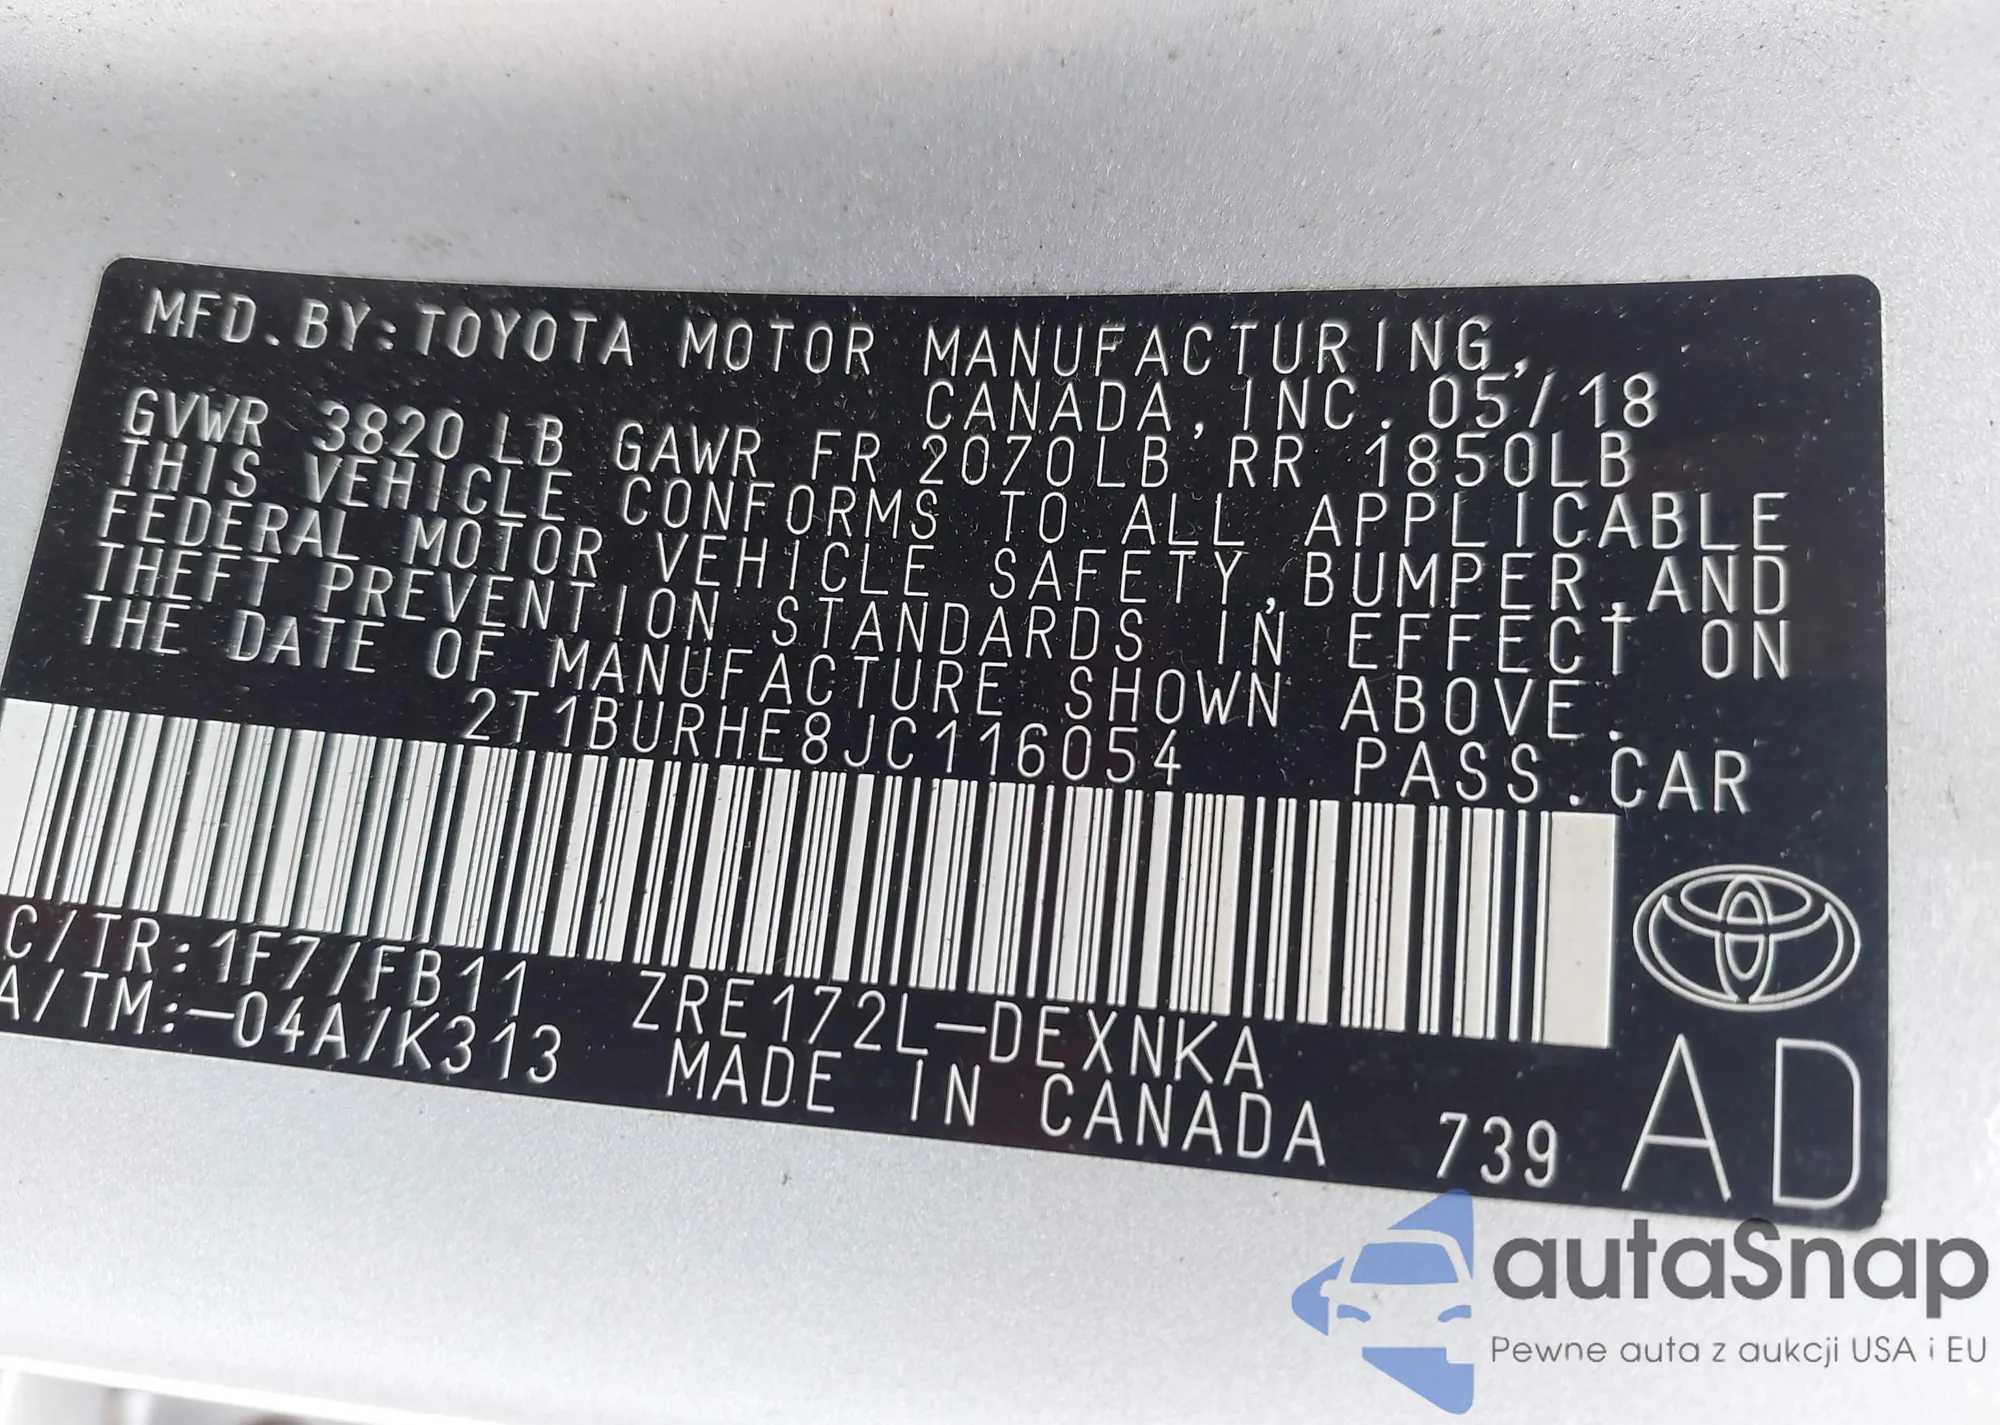 MFD.BY:TOYOTA MOTOR MANUFACTURING,
CANADA,INC. 05/18
GVWR 3820 LB GAWR FR 2070LB RR 1850LB
THIS VEHICLE CONFORMS TO ALL APPLICABLE
FEDERAL MOTOR VEHICLE SAFETY,BUMPER,AND
THEFT PREVENTION STANDARDS IN EFFECT ON
THE DATE OF MANUFACTURE SHOWN ABOVE.
2T1BURHE8JC116054 PASS.CAR
C/TR:1F7/FB11 ZRE172L-DEXNKA
A/TM:-04A/K313 MADE IN CANADA 739 AD
autaSnap
Pewne auta z aukcji USA i EU